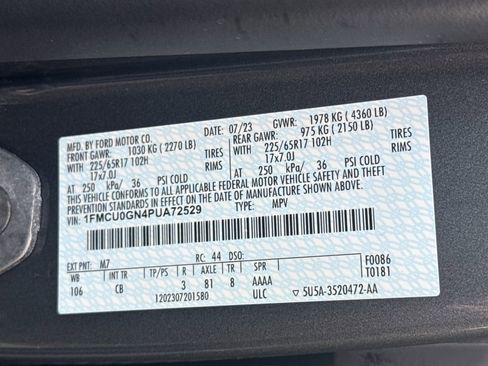 MFD. BY FORD MOTOR CO.
DATE: 07/23 GVWR: 1978 KG ( 4360 LB)
FRONT GAWR: 1030 KG ( 2270 LB)
REAR GAWR: 975 KG ( 2150 LB)
225/65R17 102H TIRES
225/65R17 102H TIRES
17x7.0J RIMS
17x7.0J RIMS
AT 250 kPa/ 36 PSI COLD
AT 250 kPa/ 36 PSI COLD
THIS VEHICLE CONFORMS TO ALL APPLICABLE FEDERAL MOTOR VEHICLE SAFETY, BUMPER, AND THEFT
PREVENTION STANDARDS IN EFFECT ON THE DATE OF MANUFACTURE SHOWN ABOVE.
VIN: 1FMCU0GN4PUA72529
TYPE: MPV
EXT PNT: M7 RC: 44 DSO:
F0086
WB INT TR TP/PS R AXLE TR SPR
T0181
106 CB 3 81 8 AAAA
1202307201580 ULC ▽ 5U5A-3520472-AA